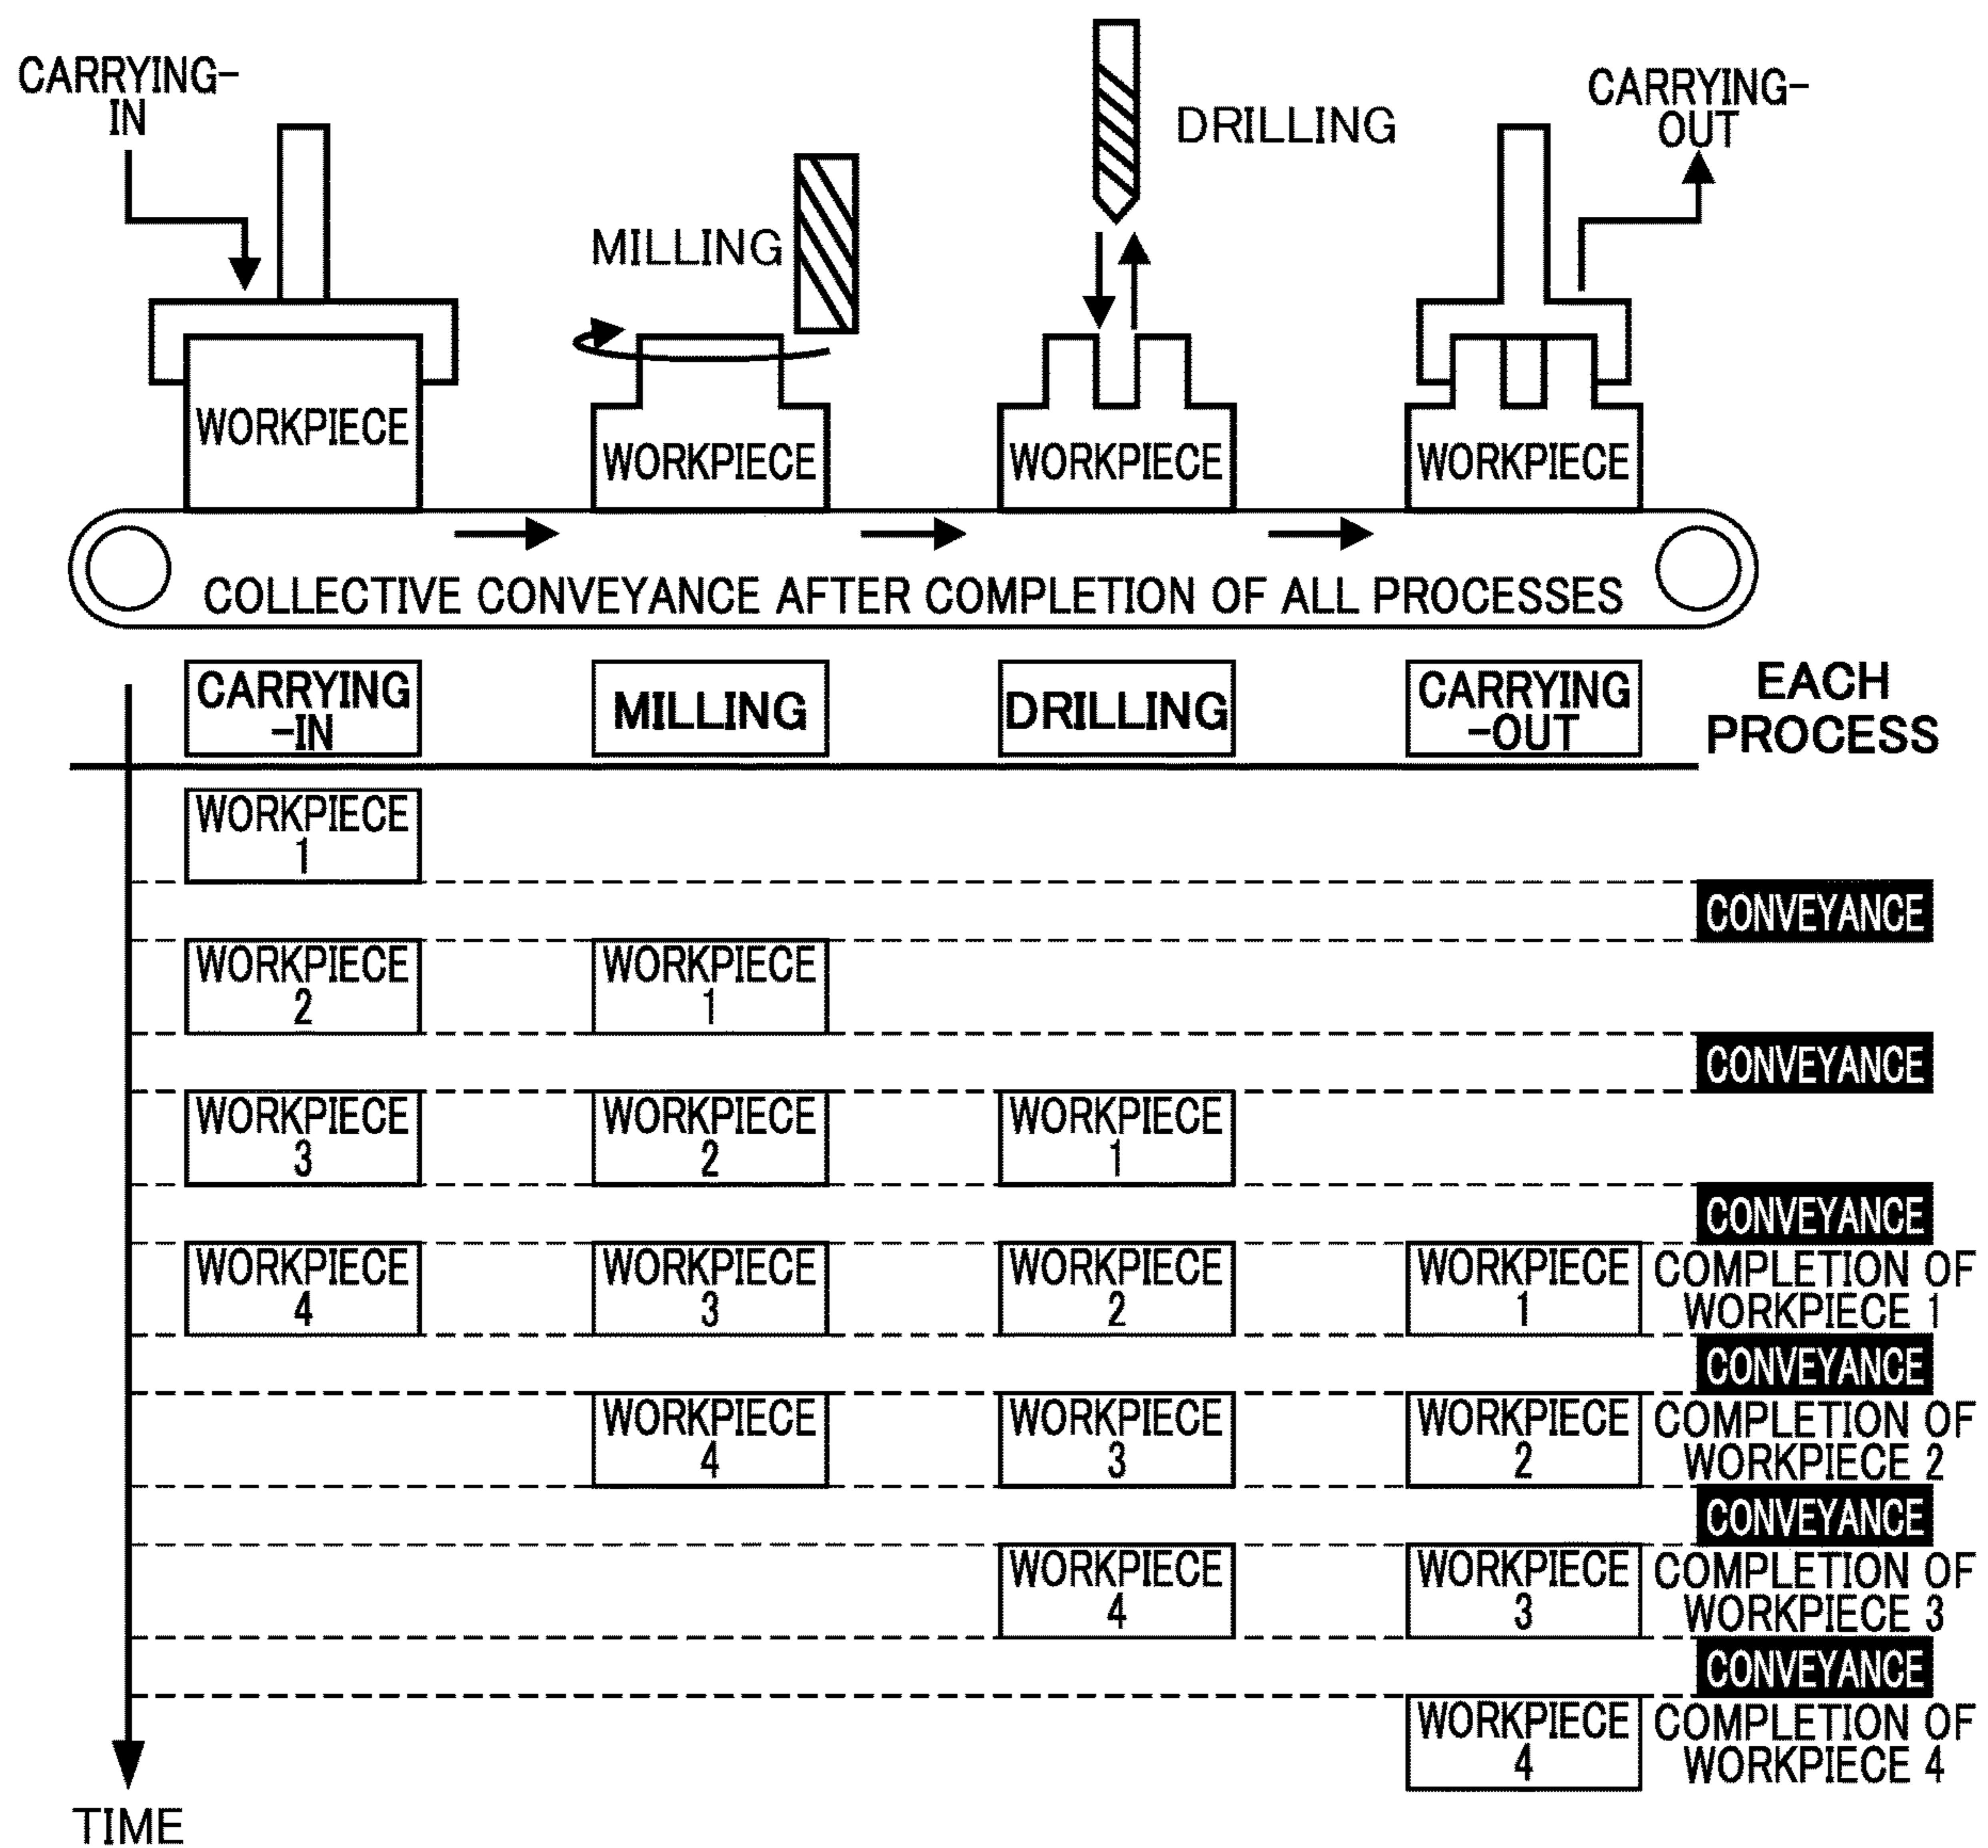 CARRYING-
IN
MILLING
DRILLING
CARRYING-
OUT
WORKPIECE
WORKPIECE
WORKPIECE
WORKPIECE
COLLECTIVE CONVEYANCE AFTER COMPLETION OF ALL PROCESSES
CARRYING
-IN
MILLING
DRILLING
CARRYING
-OUT
EACH
PROCESS
WORKPIECE
1
CONVEYANCE
WORKPIECE
2
WORKPIECE
1
CONVEYANCE
WORKPIECE
3
WORKPIECE
2
WORKPIECE
1
CONVEYANCE
WORKPIECE
4
WORKPIECE
3
WORKPIECE
2
WORKPIECE
1
COMPLETION OF
WORKPIECE 1
CONVEYANCE
WORKPIECE
4
WORKPIECE
3
WORKPIECE
2
COMPLETION OF
WORKPIECE 2
CONVEYANCE
WORKPIECE
4
WORKPIECE
3
COMPLETION OF
WORKPIECE 3
CONVEYANCE
WORKPIECE
4
COMPLETION OF
WORKPIECE 4
TIME